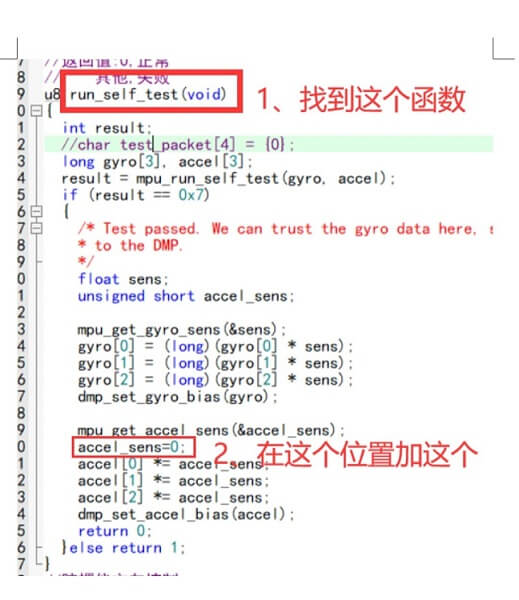 7 //返回值:0,正常
8 //    其他,失败
9 u8 run_self_test(void) 1、找到这个函数
0 {
1 int result;
2 //char test_packet[4] = {0};
3 long gyro[3], accel[3];
4 result = mpu_run_self_test(gyro, accel);
5 if (result == 0x7)
6 {
7 /* Test passed. We can trust the gyro data here, s
8 * to the DMP.
9 */
0 float sens;
1 unsigned short accel_sens;
2
3 mpu_get_gyro_sens(&sens);
4 gyro[0] = (long)(gyro[0] * sens);
5 gyro[1] = (long)(gyro[1] * sens);
6 gyro[2] = (long)(gyro[2] * sens);
7 dmp_set_gyro_bias(gyro);
8
9 mpu_get_accel_sens(&accel_sens);
0 accel_sens=0; 2、在这个位置加这个
1 accel[0] *= accel_sens;
2 accel[1] *= accel_sens;
3 accel[2] *= accel_sens;
4 dmp_set_accel_bias(accel);
5 return 0;
6 }else return 1;
7 }